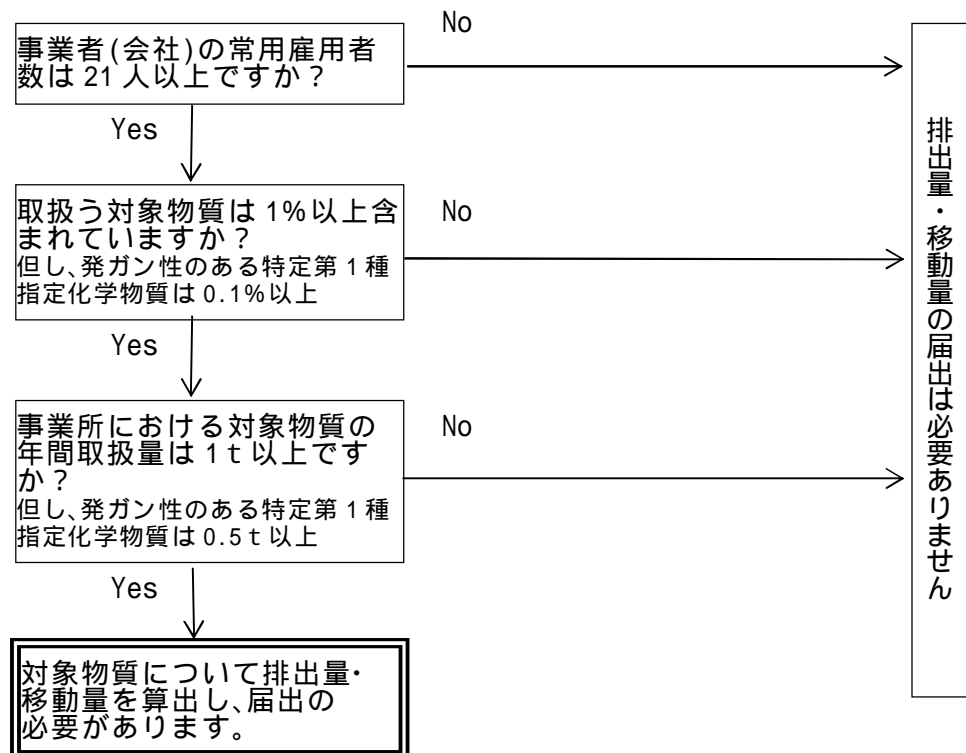 事業者(会社)の常用雇用者
数は21人以上ですか？
No
Yes
取扱う対象物質は1%以上含
まれていますか？
但し、発ガン性のある特定第1種
指定化学物質は0.1%以上
No
Yes
事業所における対象物質の
年間取扱量は1t以上です
か？
但し、発ガン性のある特定第1種
指定化学物質は0.5t以上
No
Yes
対象物質について排出量・
移動量を算出し、届出の
必要があります。
排出量・移動量の届出は必要ありません